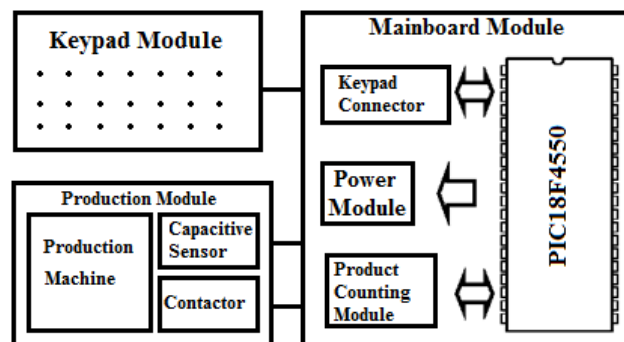 Keypad Module
Mainboard Module
Keypad
Connector
Power
Module
Product
Counting
Module
PIC18F4550
Production Module
Production
Machine
Capacitive
Sensor
Contactor